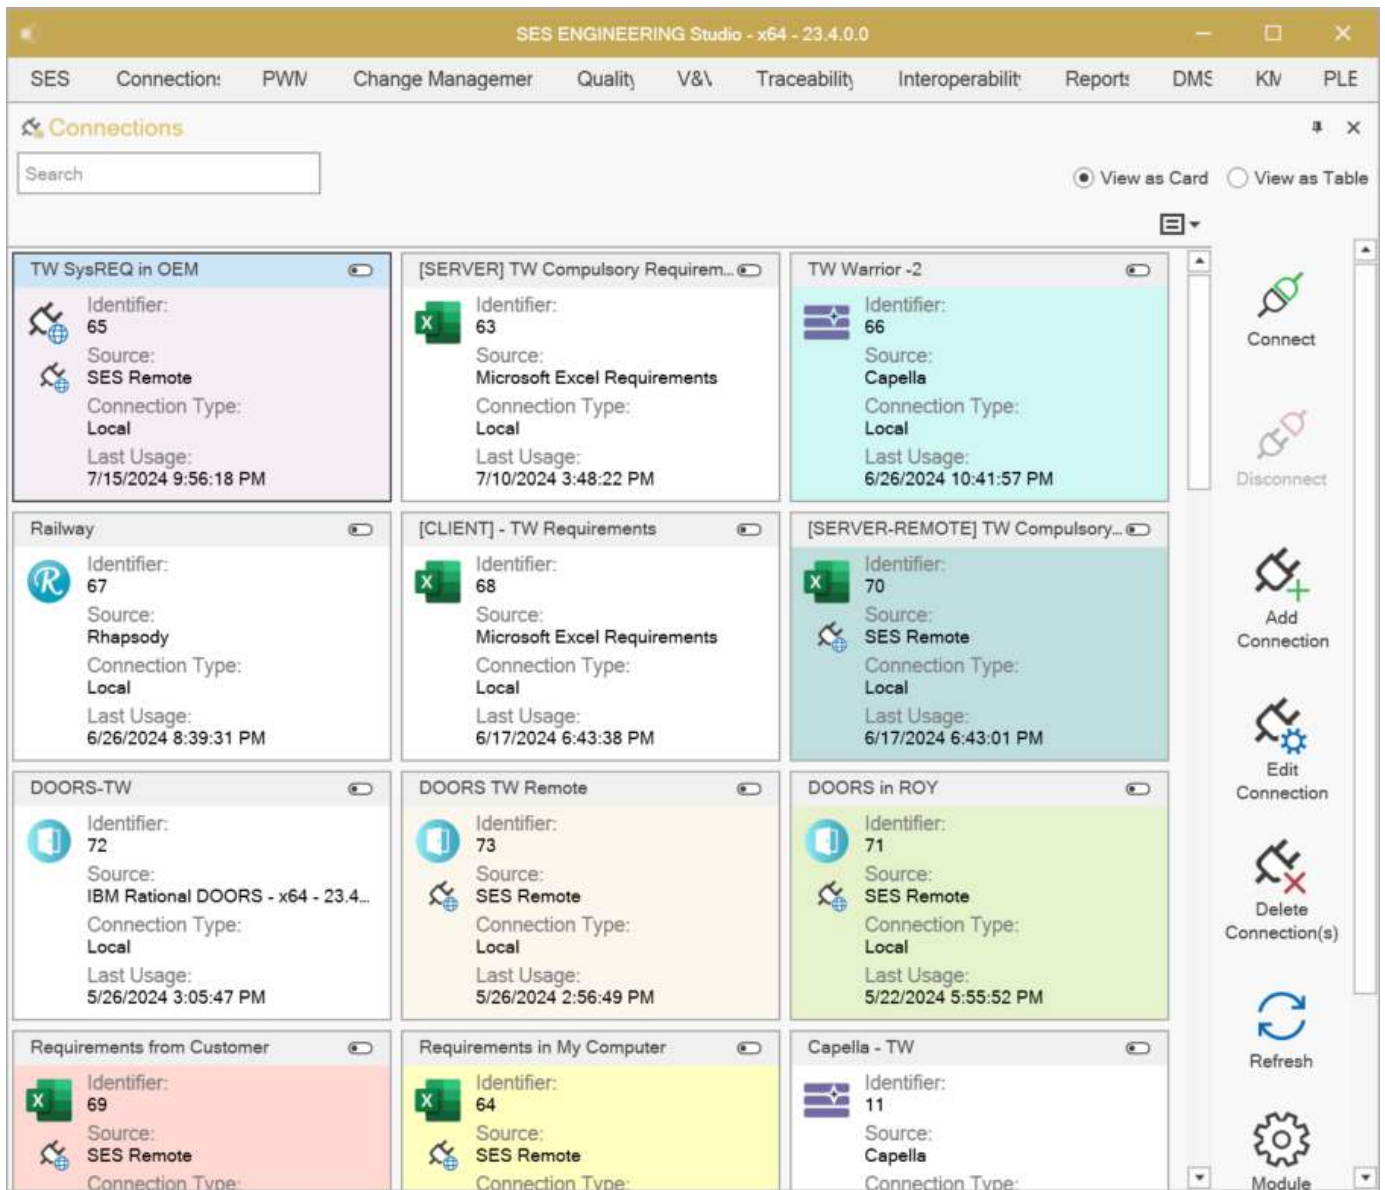 SES ENGINEERING Studio - x64 - 23.4.0.0
SES Connections PWM Change Managemer Quality V&V Traceability Interoperability Reports DMS KM PLE
Connections
Search
View as Card View as Table
TW SysREQ in OEM
Identifier:
65
Source:
SES Remote
Connection Type:
Local
Last Usage:
7/15/2024 9:56:18 PM
[SERVER] TW Compulsory Requirem...
Identifier:
63
Source:
Microsoft Excel Requirements
Connection Type:
Local
Last Usage:
7/10/2024 3:48:22 PM
TW Warrior -2
Identifier:
66
Source:
Capella
Connection Type:
Local
Last Usage:
6/26/2024 10:41:57 PM
Railway
Identifier:
67
Source:
Rhapsody
Connection Type:
Local
Last Usage:
6/26/2024 8:39:31 PM
[CLIENT] - TW Requirements
Identifier:
68
Source:
Microsoft Excel Requirements
Connection Type:
Local
Last Usage:
6/17/2024 6:43:38 PM
[SERVER-REMOTE] TW Compulsory...
Identifier:
70
Source:
SES Remote
Connection Type:
Local
Last Usage:
6/17/2024 6:43:01 PM
DOORS-TW
Identifier:
72
Source:
IBM Rational DOORS - x64 - 23.4...
Connection Type:
Local
Last Usage:
5/26/2024 3:05:47 PM
DOORS TW Remote
Identifier:
73
Source:
SES Remote
Connection Type:
Local
Last Usage:
5/26/2024 2:56:49 PM
DOORS in ROY
Identifier:
71
Source:
SES Remote
Connection Type:
Local
Last Usage:
5/22/2024 5:55:52 PM
Requirements from Customer
Identifier:
69
Source:
SES Remote
Connection Type:
Requirements in My Computer
Identifier:
64
Source:
SES Remote
Connection Type:
Capella - TW
Identifier:
11
Source:
Capella
Connection Type:
Connect
Disconnect
Add
Connection
Edit
Connection
Delete
Connection(s)
Refresh
Module